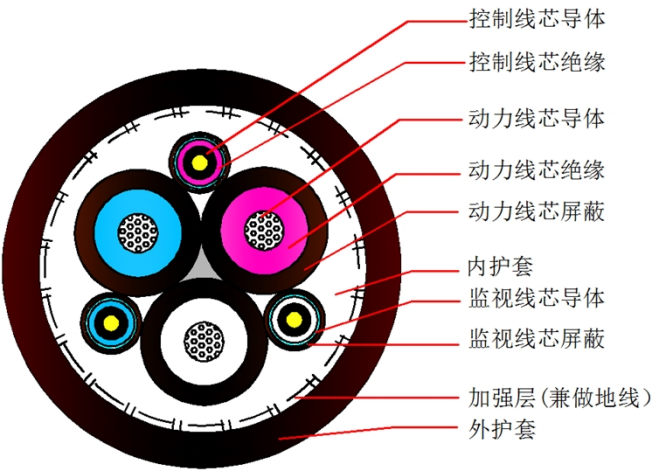 控制线芯导体
控制线芯绝缘
动力线芯导体
动力线芯绝缘
动力线芯屏蔽
内护套
监视线芯导体
监视线芯屏蔽
加强层(兼做地线)
外护套